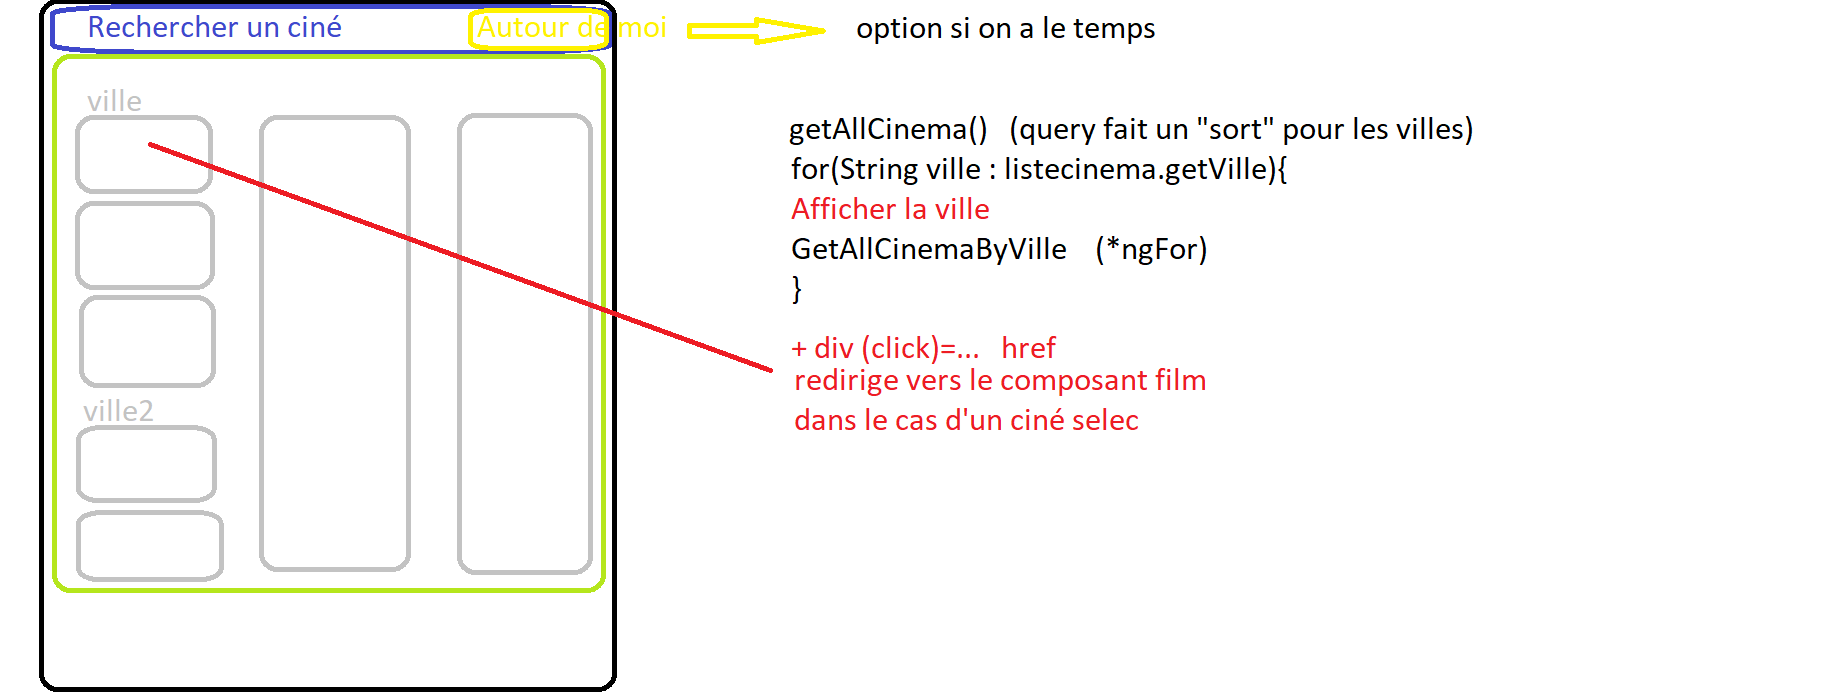 Rechercher un ciné
Autour de moi
option si on a le temps
ville
ville2
getAllCinema() (query fait un "sort" pour les villes)
for(String ville : listecinema.getVille){
Afficher la ville
GetAllCinemaByVille (*ngFor)
}
+ div (click)=... href
redirige vers le composant film
dans le cas d'un ciné selec